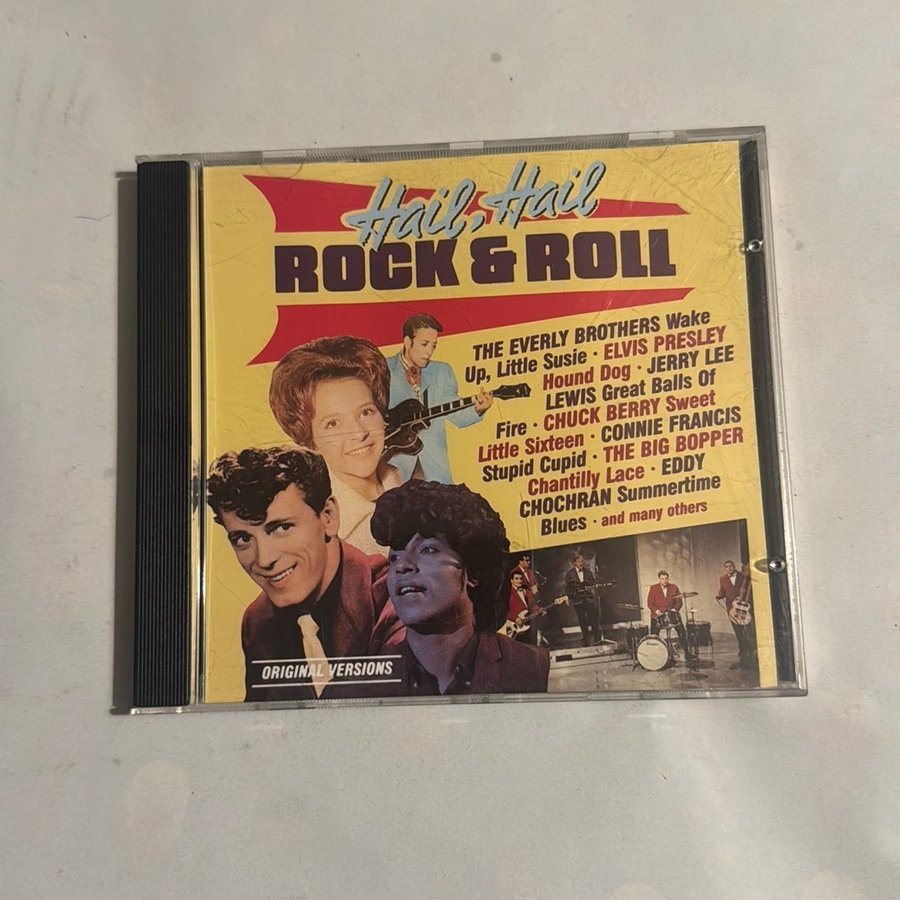 Hail, Hail
ROCK & ROLL
THE EVERLY BROTHERS Wake
Up, Little Susie · ELVIS PRESLEY
Hound Dog · JERRY LEE
LEWIS Great Balls Of
Fire · CHUCK BERRY Sweet
Little Sixteen · CONNIE FRANCIS
Stupid Cupid · THE BIG BOPPER
Chantilly Lace · EDDY
CHOCHRAN Summertime
Blues · and many others
ORIGINAL VERSIONS